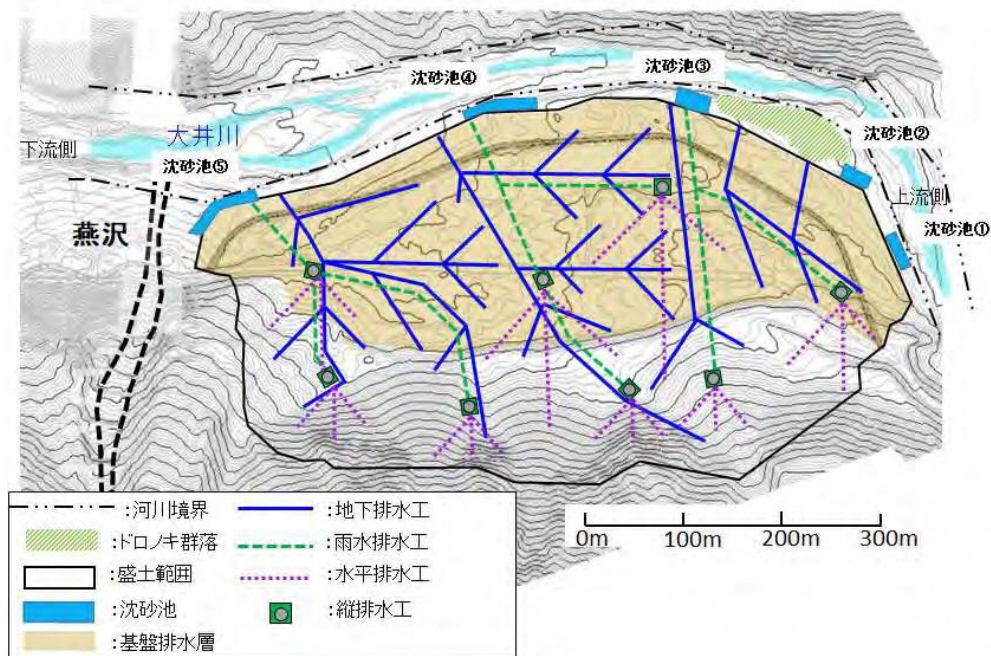 沈砂池④
沈砂池③
大井川
沈砂池②
下流側
沈砂池⑤
上流側
燕沢
沈砂池①
:河川境界
:地下排水工
:ドロノキ群落
:雨水排水工
:盛土範囲
:水平排水工
:沈砂池
:縦排水工
:基盤排水層
0m 100m 200m 300m